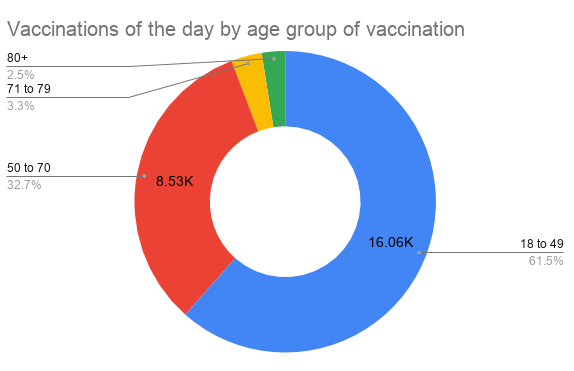 Vaccinations of the day by age group of vaccination
80+
2.5%
71 to 79
3.3%
50 to 70
32.7%
8.53K
16.06K
18 to 49
61.5%